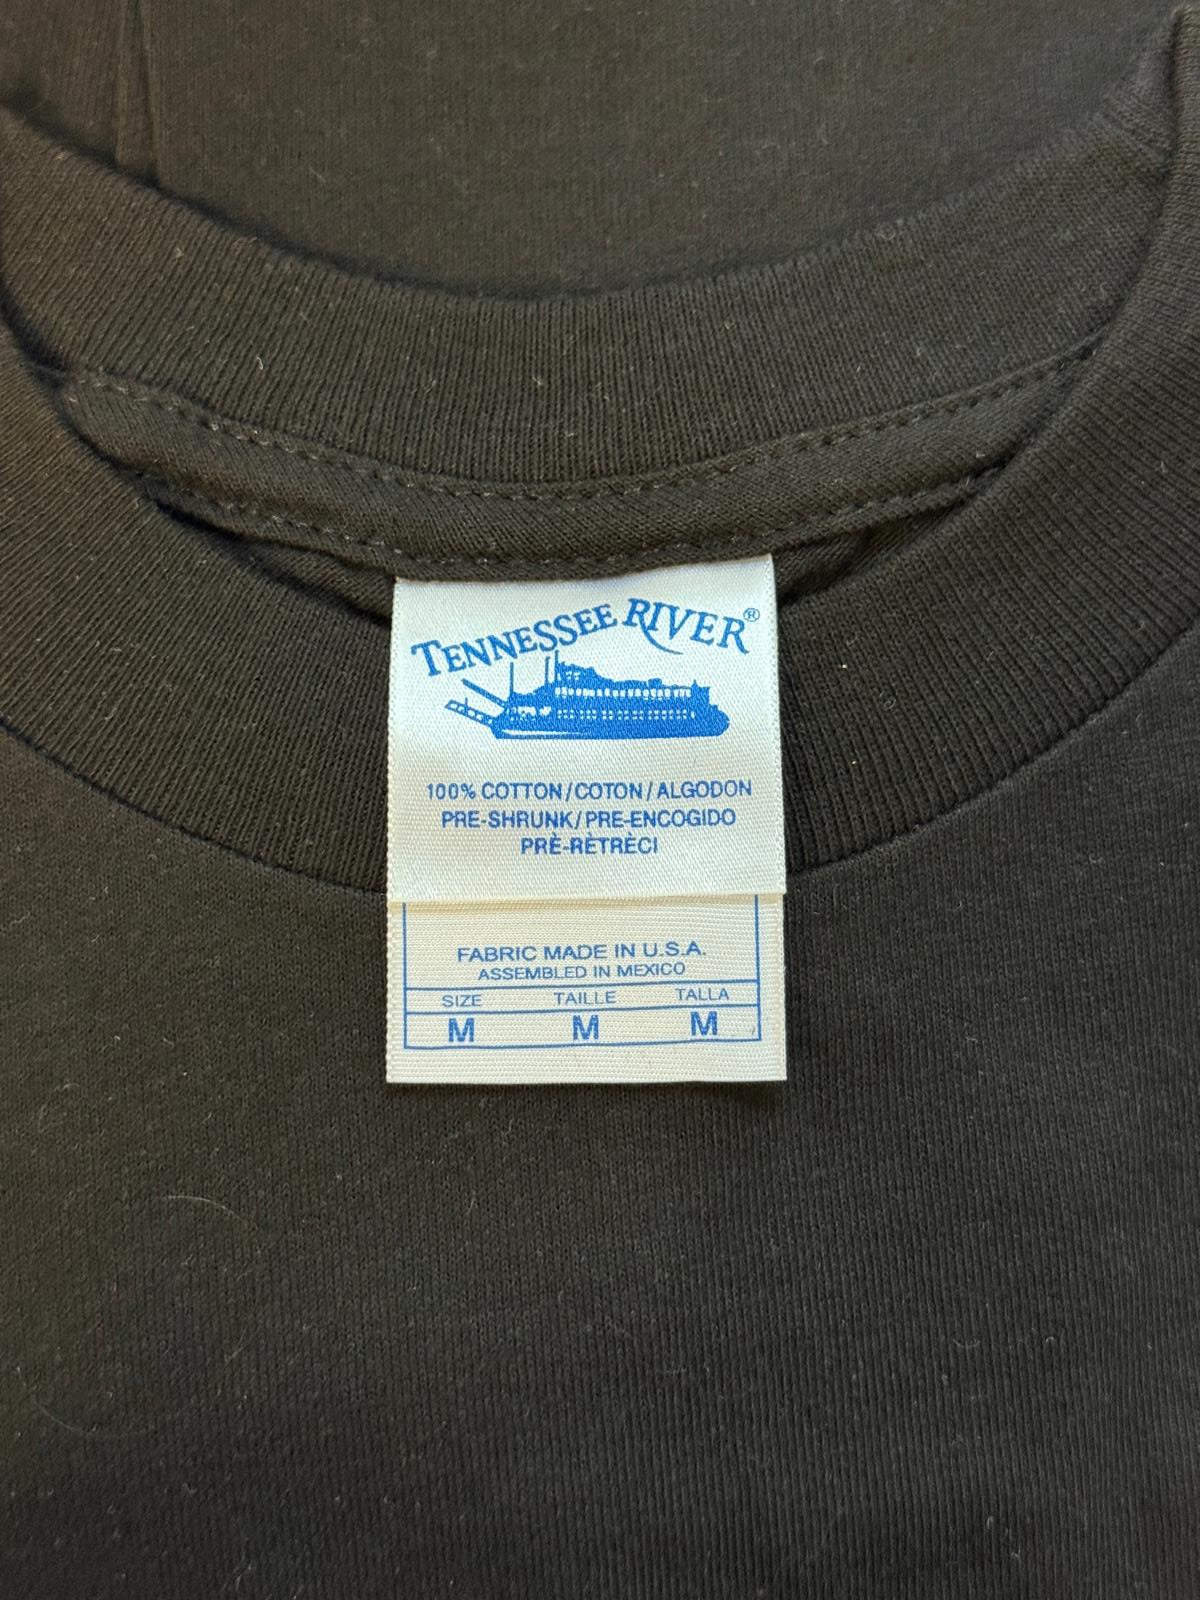 TENNESSEE RIVER®
100% COTTON/COTON/ALGODON
PRE-SHRUNK/PRE-ENCOGIDO
PRÈ-RÈTRÈCI
FABRIC MADE IN U.S.A.
ASSEMBLED IN MEXICO
SIZE TAILLE TALLA
M M M